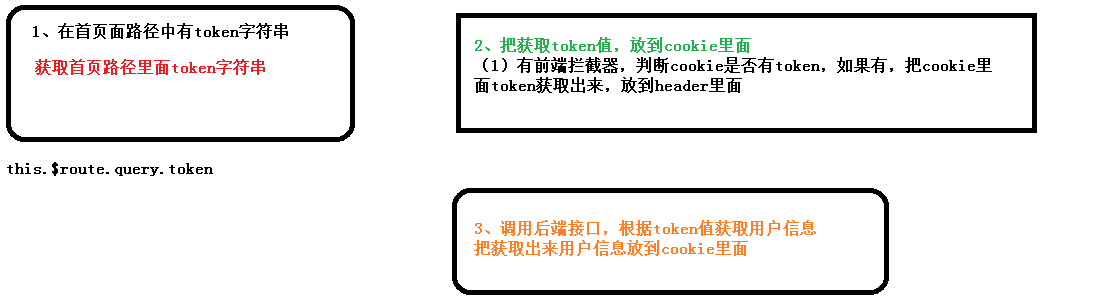 1、在首页面路径中有token字符串
获取首页路径里面token字符串
this.$route.query.token
2、把获取token值，放到cookie里面
（1）有前端拦截器，判断cookie是否有token，如果有，把cookie里
面token获取出来，放到header里面
3、调用后端接口，根据token值获取用户信息
把获取出来用户信息放到cookie里面